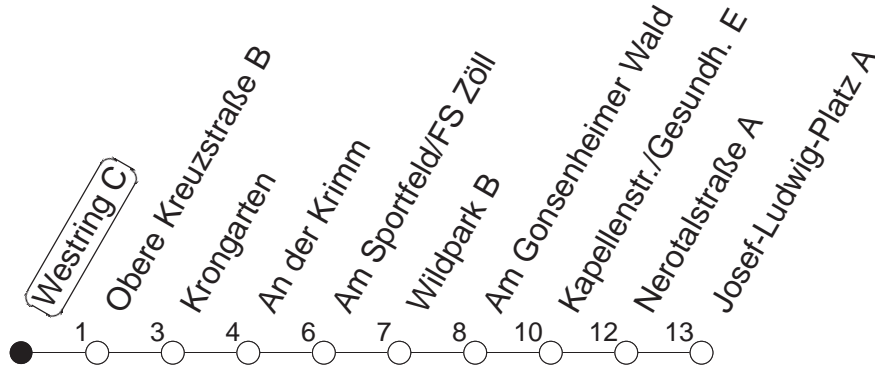 Westring C
Obere Kreuzstraße B
Krongarten
An der Krimm
Am Sportfeld/FS Zöll
Wildpark B
Am Gonsenheimer Wald
Kapellenstr./Gesundh. E
Nerotalstraße A
Josef-Ludwig-Platz A
1 3 4 6 7 8 10 12 13